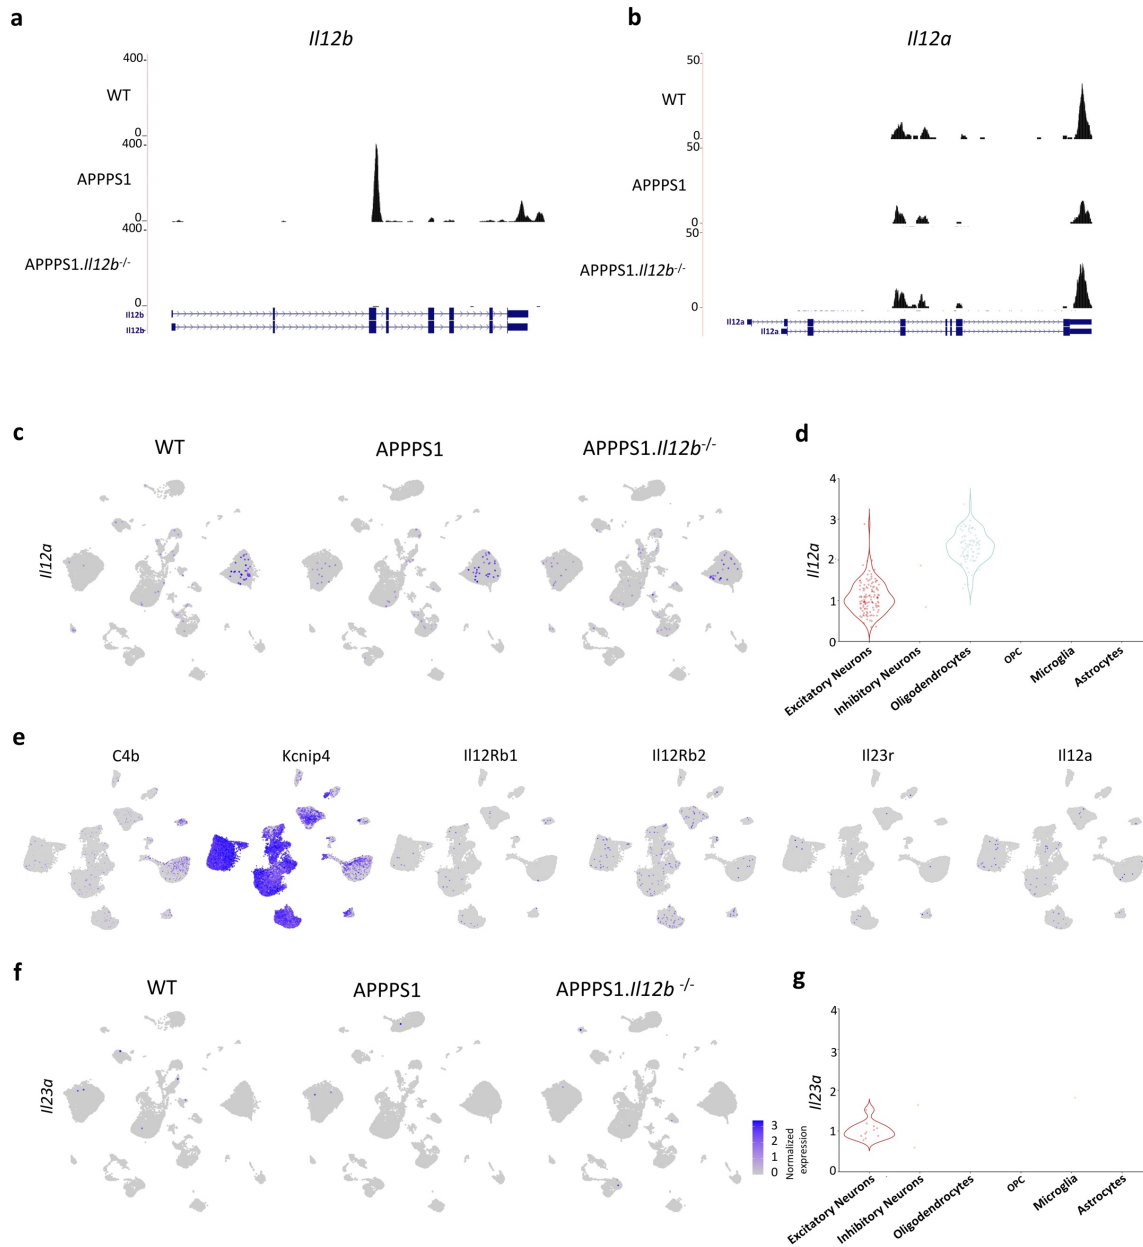 a
Il12b
400
WT
0
400
APPPS1
0
400
APPPS1.Il12b-/-
0
Il12b
Il12b
b
Il12a
50
WT
0
50
APPPS1
0
50
APPPS1.Il12b-/-
0
Il12a
Il12a
c
WT
APPPS1
APPPS1.Il12b-/-
Il12a
d
4
3
2
1
0
Il12a
Excitatory Neurons
Inhibitory Neurons
Oligodendrocytes
OPC
Microglia
Astrocytes
e
C4b
Kcnip4
Il12Rb1
Il12Rb2
Il23r
Il12a
f
WT
APPPS1
APPPS1.Il12b -/-
Il23a
3
2
1
0
Normalized
expression
g
4
3
2
1
0
Il23a
Excitatory Neurons
Inhibitory Neurons
Oligodendrocytes
OPC
Microglia
Astrocytes